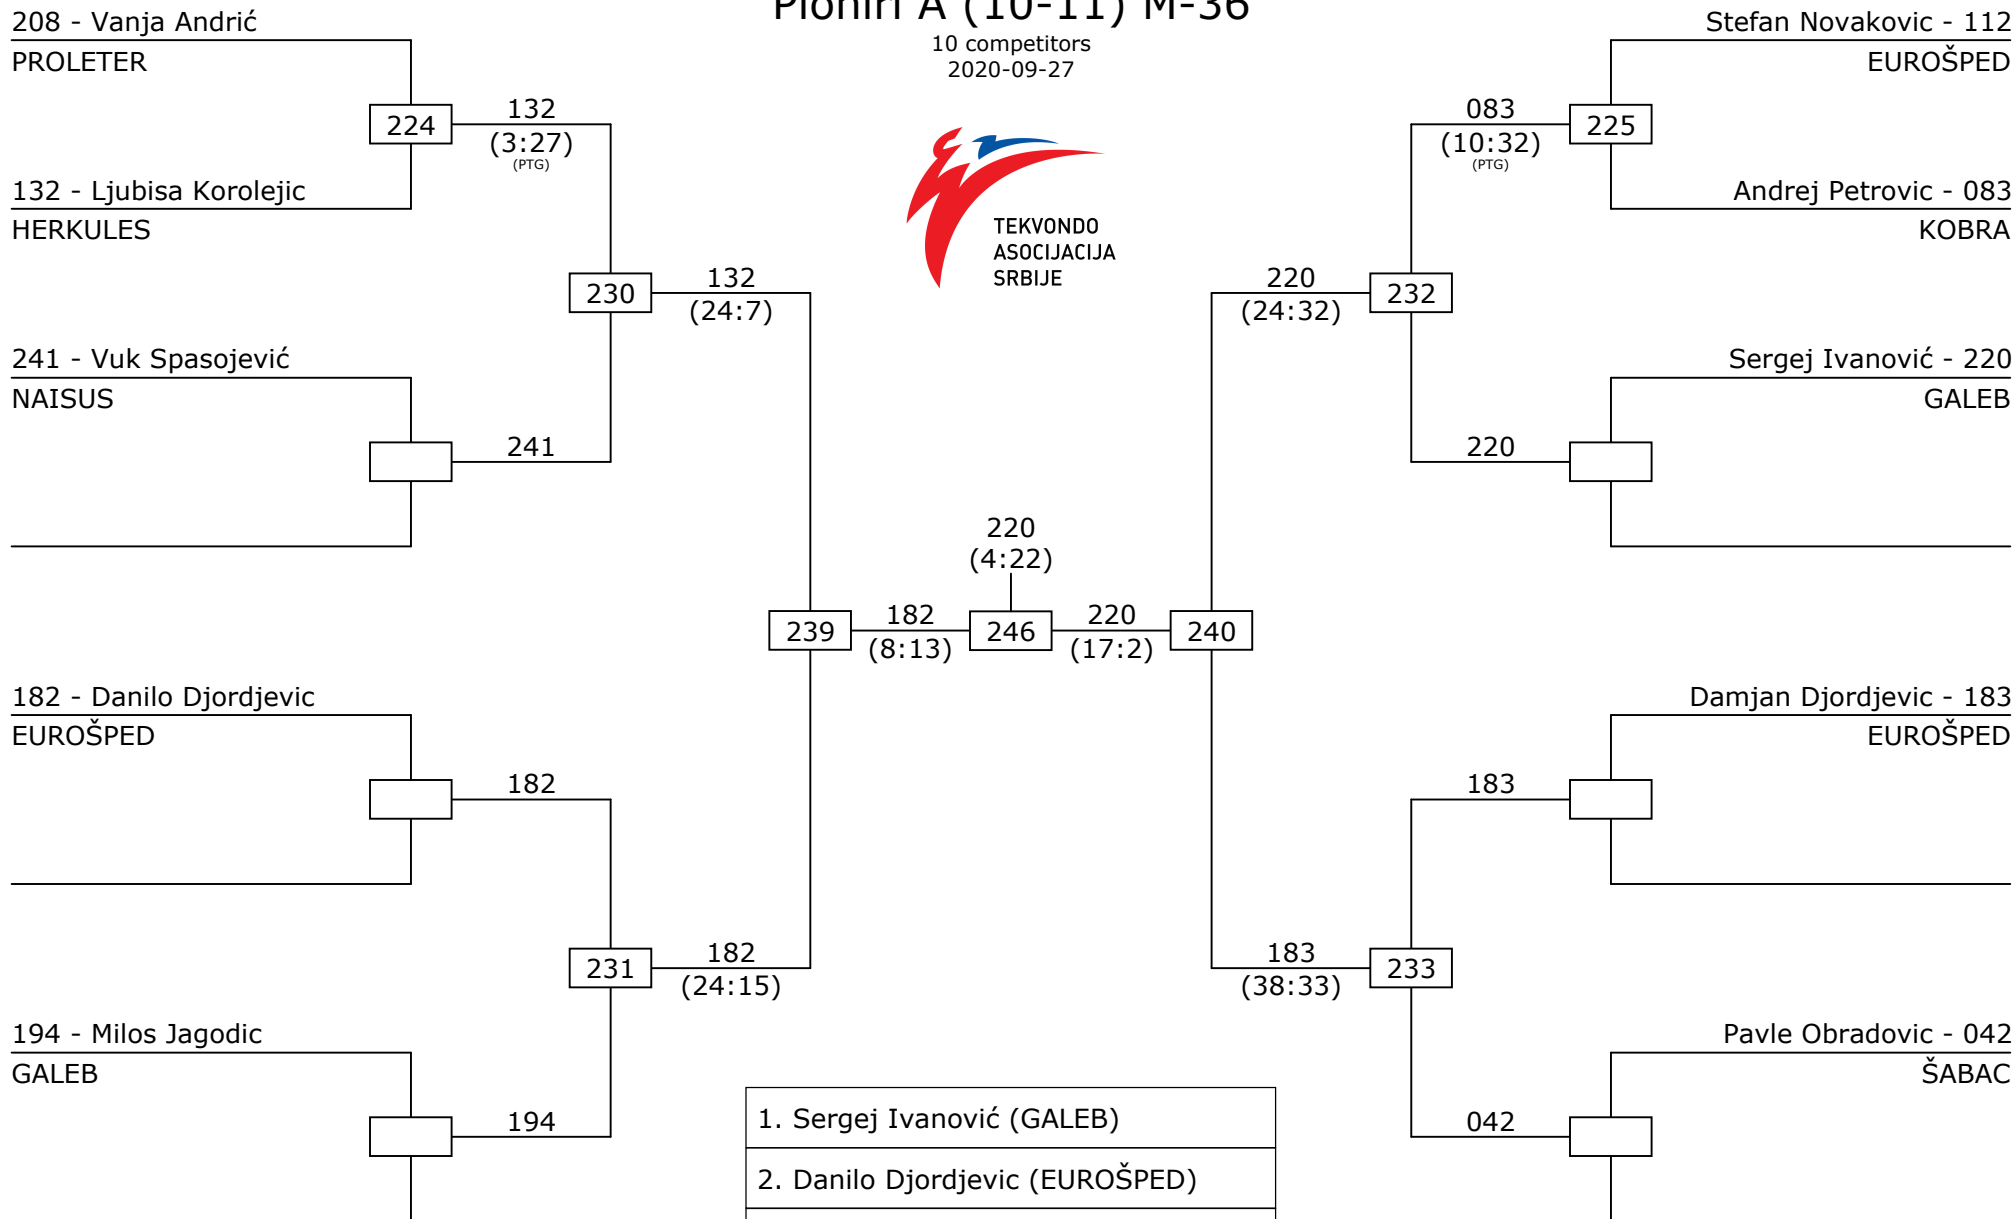 Pioniri A (10-11) M-36
10 competitors
2020-09-27
TEKVONDO
ASOCIJACIJA
SRBIJE
208 - Vanja Andrić
PROLETER
224
132
(3:27)
(PTG)
132 - Ljubisa Korolejic
HERKULES
230
132
(24:7)
241 - Vuk Spasojević
NAISUS
241
182 - Danilo Djordjevic
EUROŠPED
182
231
182
(24:15)
194 - Milos Jagodic
GALEB
194
239
182
(8:13)
220
(4:22)
246
220
(17:2)
240
Stefan Novakovic - 112
EUROŠPED
083
(10:32)
(PTG)
225
Andrej Petrovic - 083
KOBRA
220
(24:32)
232
Sergej Ivanović - 220
GALEB
220
Damjan Djordjevic - 183
EUROŠPED
183
183
(38:33)
233
Pavle Obradovic - 042
ŠABAC
042
1. Sergej Ivanović (GALEB)
2. Danilo Djordjevic (EUROŠPED)